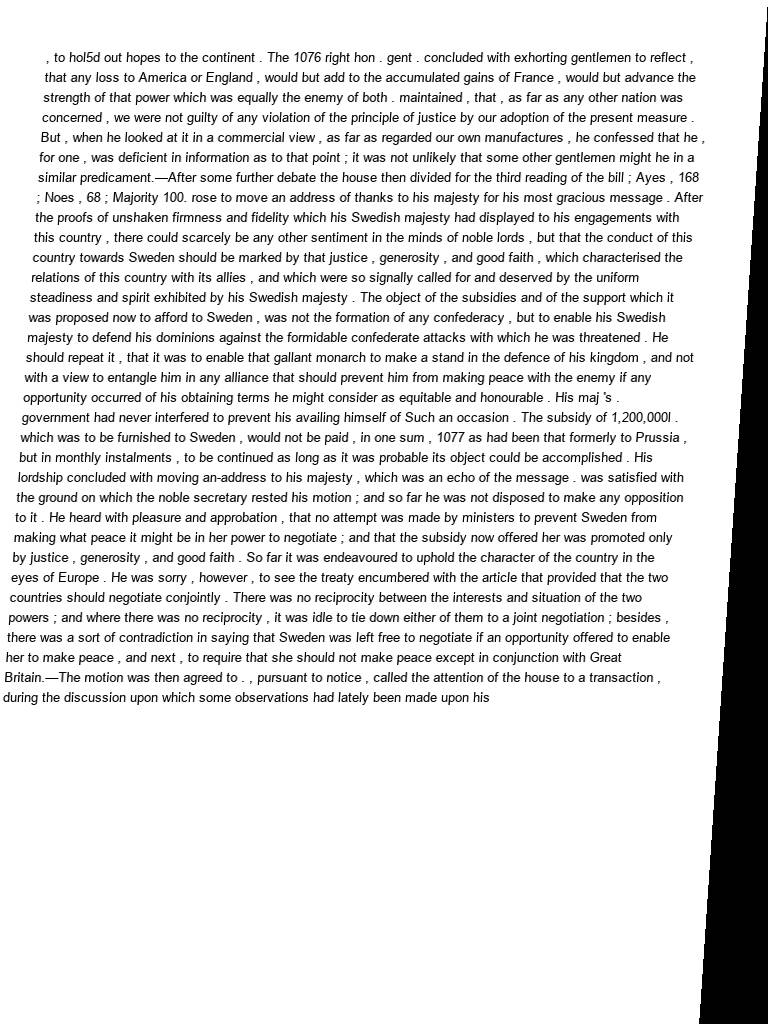 , to hol5d out hopes to the continent . The 1076 right hon . gent . concluded with exhorting gentlemen to reflect ,
that any loss to America or England , would but add to the accumulated gains of France , would but advance the
strength of that power which was equally the enemy of both . maintained , that , as far as any other nation was
concerned , we were not guilty of any violation of the principle of justice by our adoption of the present measure .
But , when he looked at it in a commercial view , as far as regarded our own manufactures , he confessed that he ,
for one , was deficient in information as to that point ; it was not unlikely that some other gentlemen might he in a
similar predicament.—After some further debate the house then divided for the third reading of the bill ; Ayes , 168
; Noes , 68 ; Majority 100. rose to move an address of thanks to his majesty for his most gracious message . After
the proofs of unshaken firmness and fidelity which his Swedish majesty had displayed to his engagements with
this country , there could scarcely be any other sentiment in the minds of noble lords , but that the conduct of this
country towards Sweden should be marked by that justice , generosity , and good faith , which characterised the
relations of this country with its allies , and which were so signally called for and deserved by the uniform
steadiness and spirit exhibited by his Swedish majesty . The object of the subsidies and of the support which it
was proposed now to afford to Sweden , was not the formation of any confederacy , but to enable his Swedish
majesty to defend his dominions against the formidable confederate attacks with which he was threatened . He
should repeat it , that it was to enable that gallant monarch to make a stand in the defence of his kingdom , and not
with a view to entangle him in any alliance that should prevent him from making peace with the enemy if any
opportunity occurred of his obtaining terms he might consider as equitable and honourable . His maj 's .
government had never interfered to prevent his availing himself of Such an occasion . The subsidy of 1,200,000l .
which was to be furnished to Sweden , would not be paid , in one sum , 1077 as had been that formerly to Prussia ,
but in monthly instalments , to be continued as long as it was probable its object could be accomplished . His
lordship concluded with moving an-address to his majesty , which was an echo of the message . was satisfied with
the ground on which the noble secretary rested his motion ; and so far he was not disposed to make any opposition
to it . He heard with pleasure and approbation , that no attempt was made by ministers to prevent Sweden from
making what peace it might be in her power to negotiate ; and that the subsidy now offered her was promoted only
by justice , generosity , and good faith . So far it was endeavoured to uphold the character of the country in the
eyes of Europe . He was sorry , however , to see the treaty encumbered with the article that provided that the two
countries should negotiate conjointly . There was no reciprocity between the interests and situation of the two
powers ; and where there was no reciprocity , it was idle to tie down either of them to a joint negotiation ; besides ,
there was a sort of contradiction in saying that Sweden was left free to negotiate if an opportunity offered to enable
her to make peace , and next , to require that she should not make peace except in conjunction with Great
Britain.—The motion was then agreed to . , pursuant to notice , called the attention of the house to a transaction ,
during the discussion upon which some observations had lately been made upon his